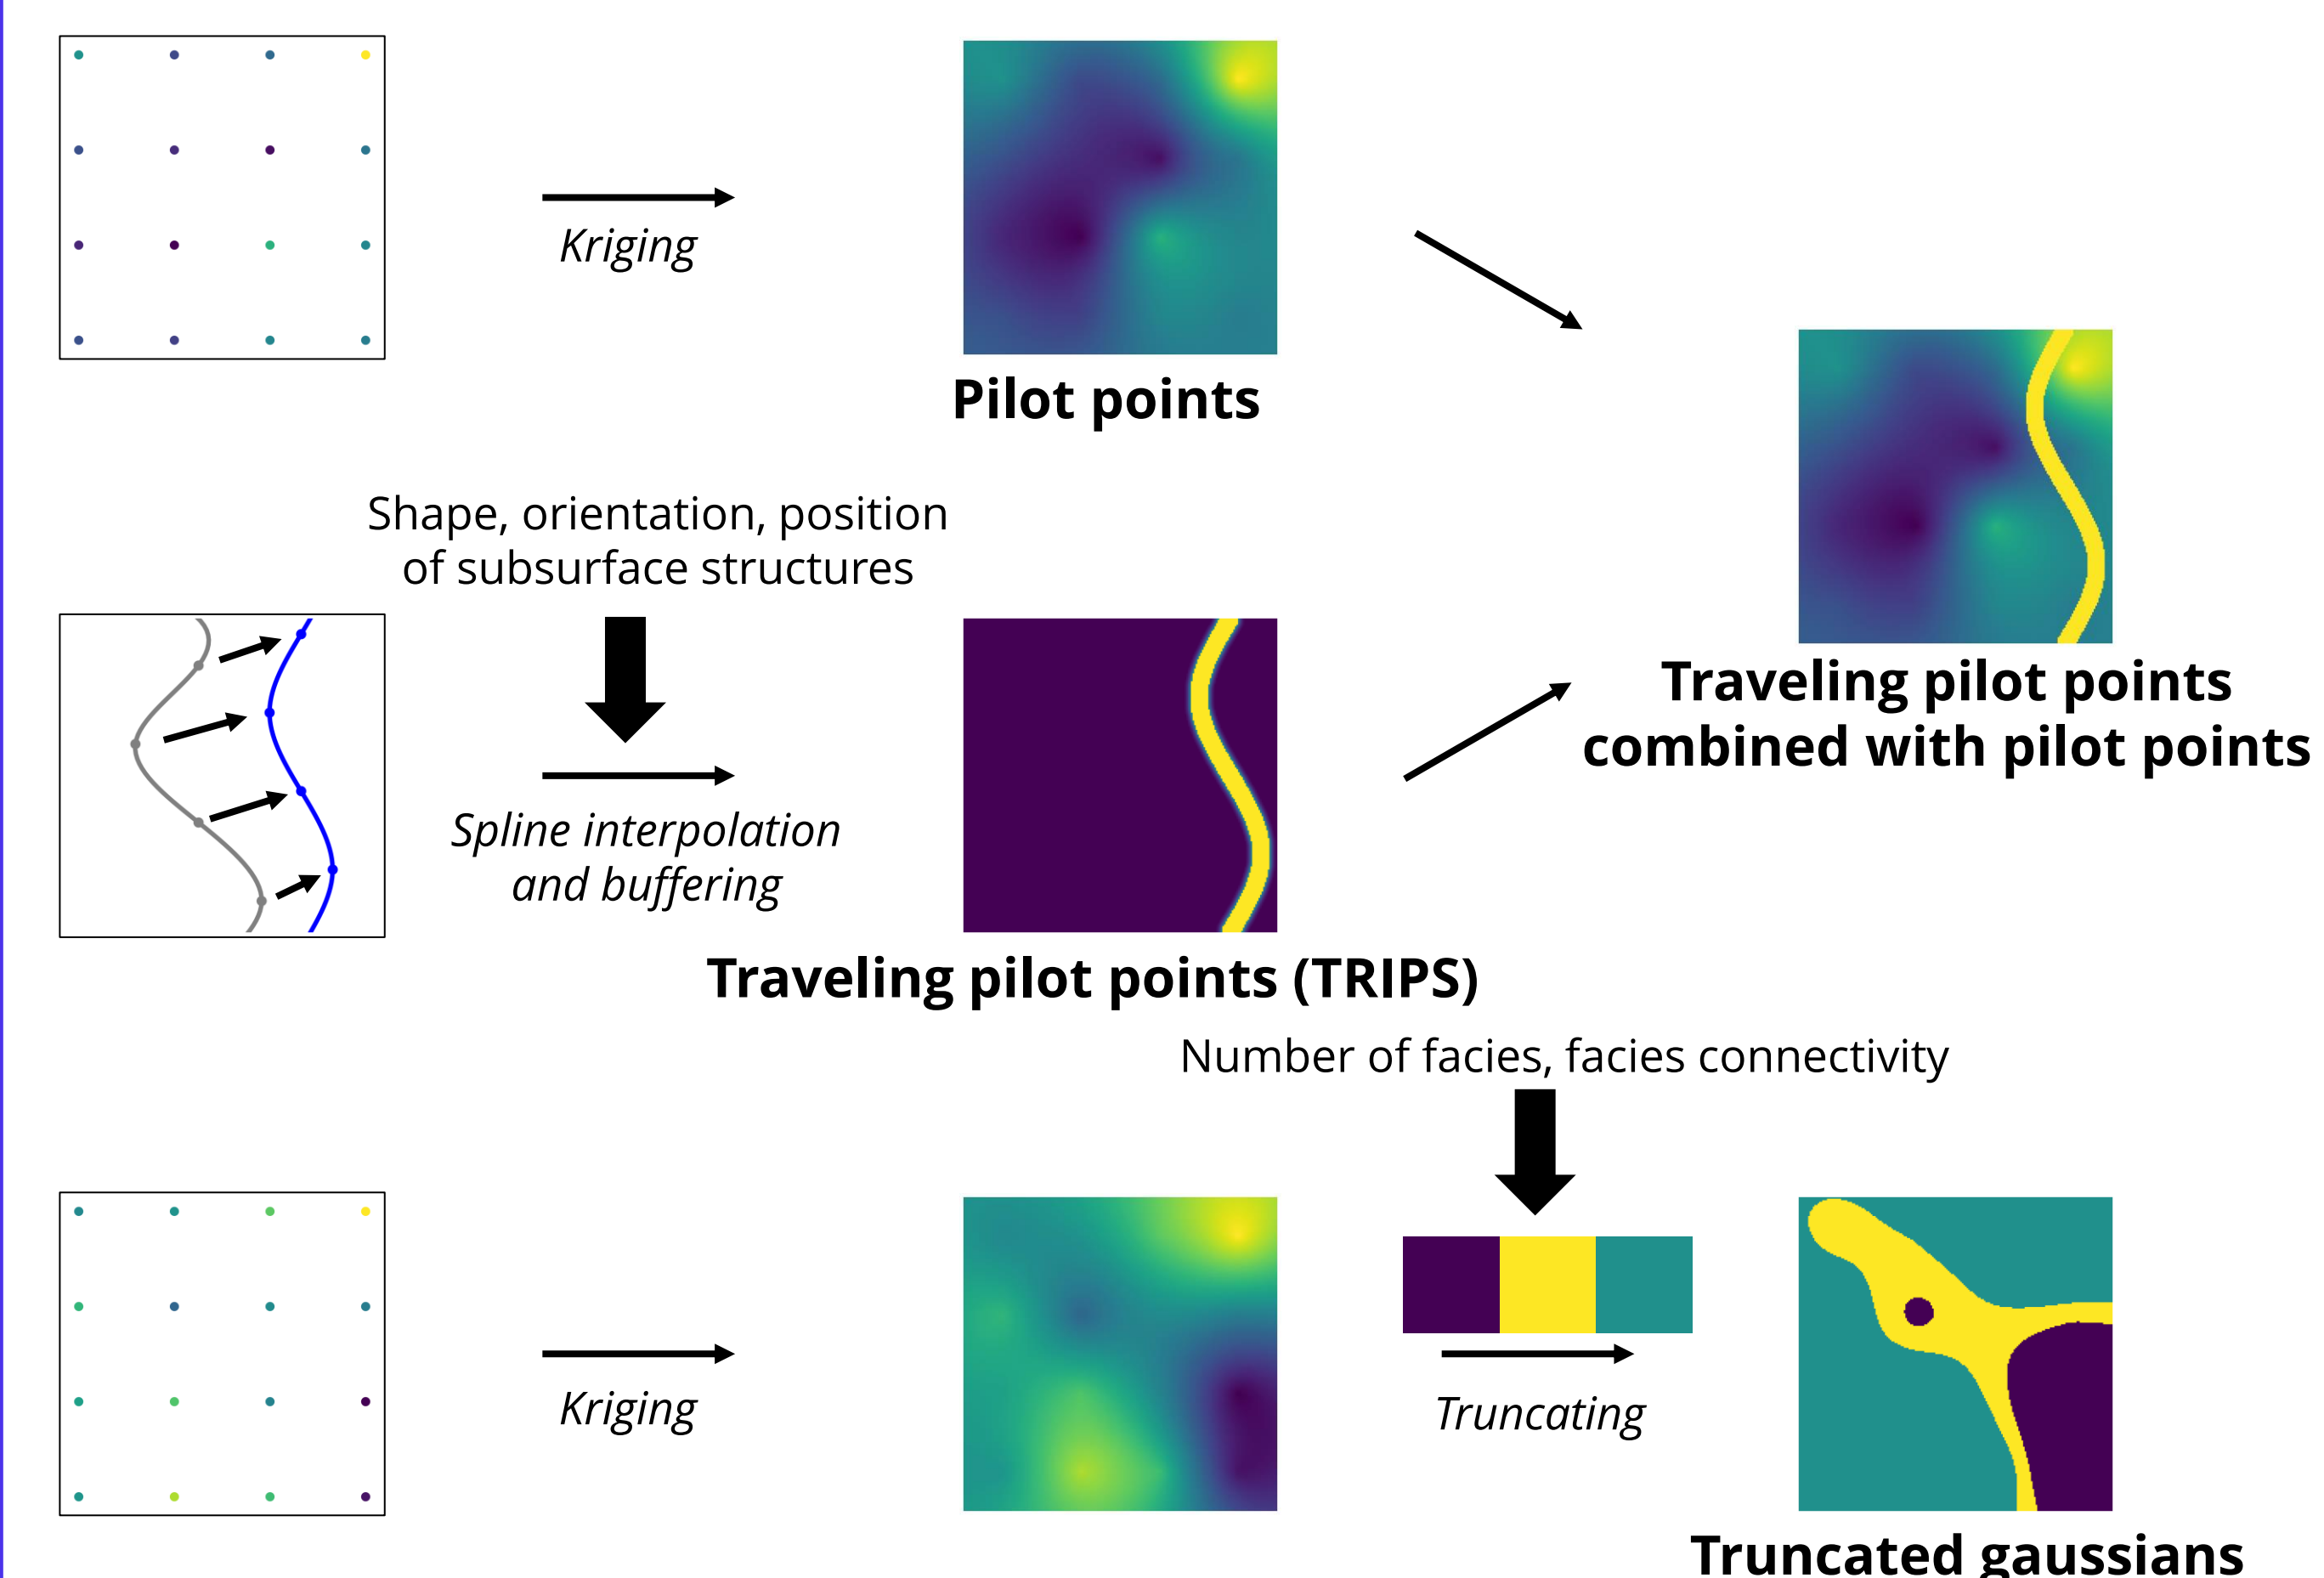 Kriging
Pilot points
Shape, orientation, position
of subsurface structures
Spline interpolation
and buffering
Traveling pilot points (TRIPS)
Traveling pilot points
combined with pilot points
Number of facies, facies connectivity
Kriging
Truncating
Truncated gaussians